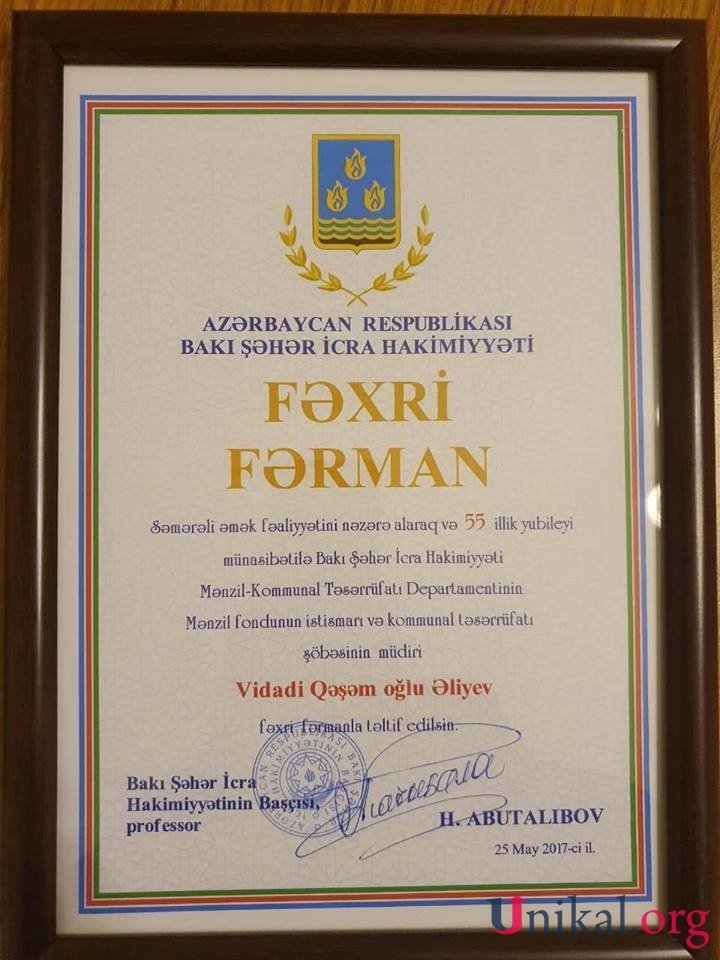 AZƏRBAYCAN RESPUBLİKASI
BAKI ŞƏHƏR İCRA HAKİMİYYƏTİ
FƏXRİ
FƏRMAN
Səmərəli əmək fəaliyyətini nəzərə alaraq və 55 illik yubileyi
münasibətilə Bakı Şəhər İcra Hakimiyyəti
Mənzil-Kommunal Təsərrüfatı Departamentinin
Mənzil fondunun istismarı və kommunal təsərrüfatı
şöbəsinin müdiri
Vidadi Qəşəm oğlu Əliyev
fəxri fərmanla təltif edilsin.
Bakı Şəhər İcra
Hakimiyyətinin Başçısı,
professor
H. ABUTALIBOV
25 May 2017-ci il.
Unikal.org